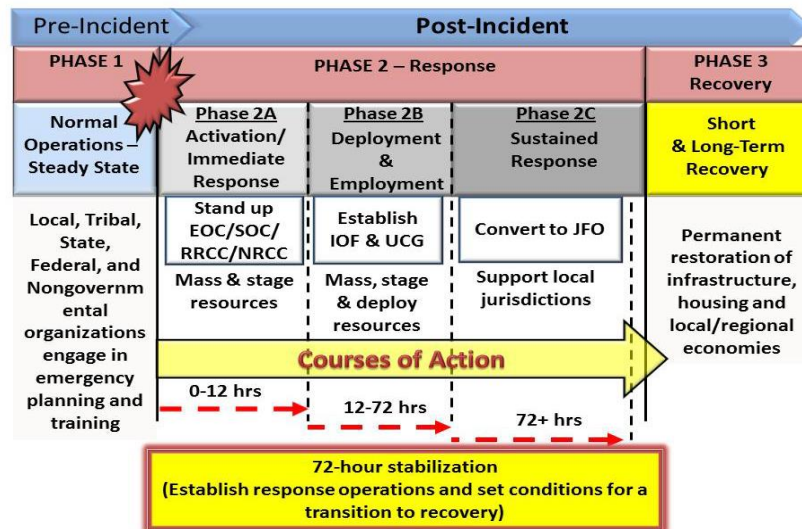 Pre-Incident
Post-Incident
PHASE 1
PHASE 2 – Response
PHASE 3
Recovery
Normal
Operations –
Steady State
Phase 2A
Activation/
Immediate
Response
Phase 2B
Deployment
&
Employment
Phase 2C
Sustained
Response
Short
& Long-Term
Recovery
Local, Tribal,
State,
Federal, and
Nongovernm
ental
organizations
engage in
emergency
planning and
training
Stand up
EOC/SOC/
RRCC/NRCC
Mass & stage
resources
Establish
IOF & UCG
Mass, stage
& deploy
resources
Convert to JFO
Support local
jurisdictions
Permanent
restoration of
infrastructure,
housing and
local/regional
economies
Courses of Action
0-12 hrs
12-72 hrs
72+ hrs
72-hour stabilization
(Establish response operations and set conditions for a
transition to recovery)